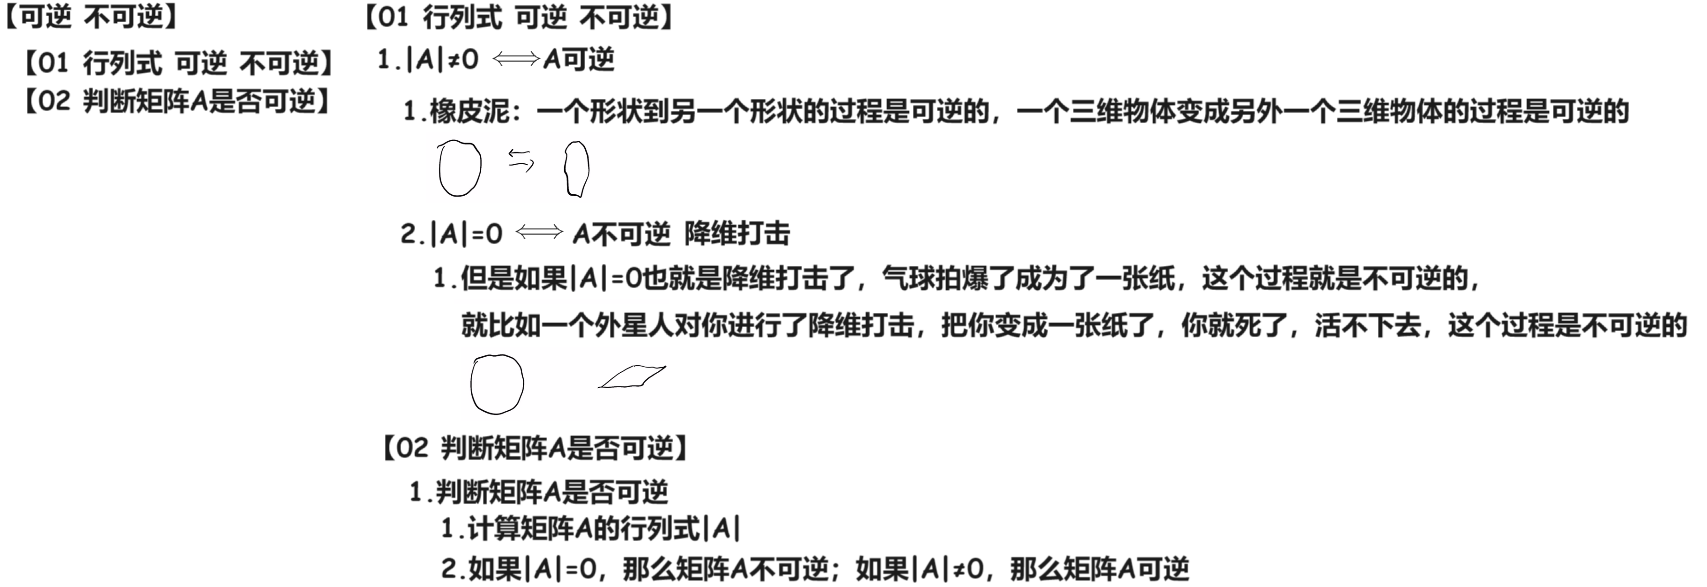 【可逆 不可逆】
【01 行列式 可逆 不可逆】
【02 判断矩阵A是否可逆】
【01 行列式 可逆 不可逆】
1.|A|≠0 ⟺A可逆
1.橡皮泥：一个形状到另一个形状的过程是可逆的，一个三维物体变成另外一个三维物体的过程是可逆的
2.|A|=0 ⟺ A不可逆 降维打击
1.但是如果|A|=0也就是降维打击了，气球拍爆了成为了一张纸，这个过程就是不可逆的，
就比如一个外星人对你进行了降维打击，把你变成一张纸了，你就死了，活不下去，这个过程是不可逆的
【02 判断矩阵A是否可逆】
1.判断矩阵A是否可逆
1.计算矩阵A的行列式|A|
2.如果|A|=0，那么矩阵A不可逆；如果|A|≠0，那么矩阵A可逆